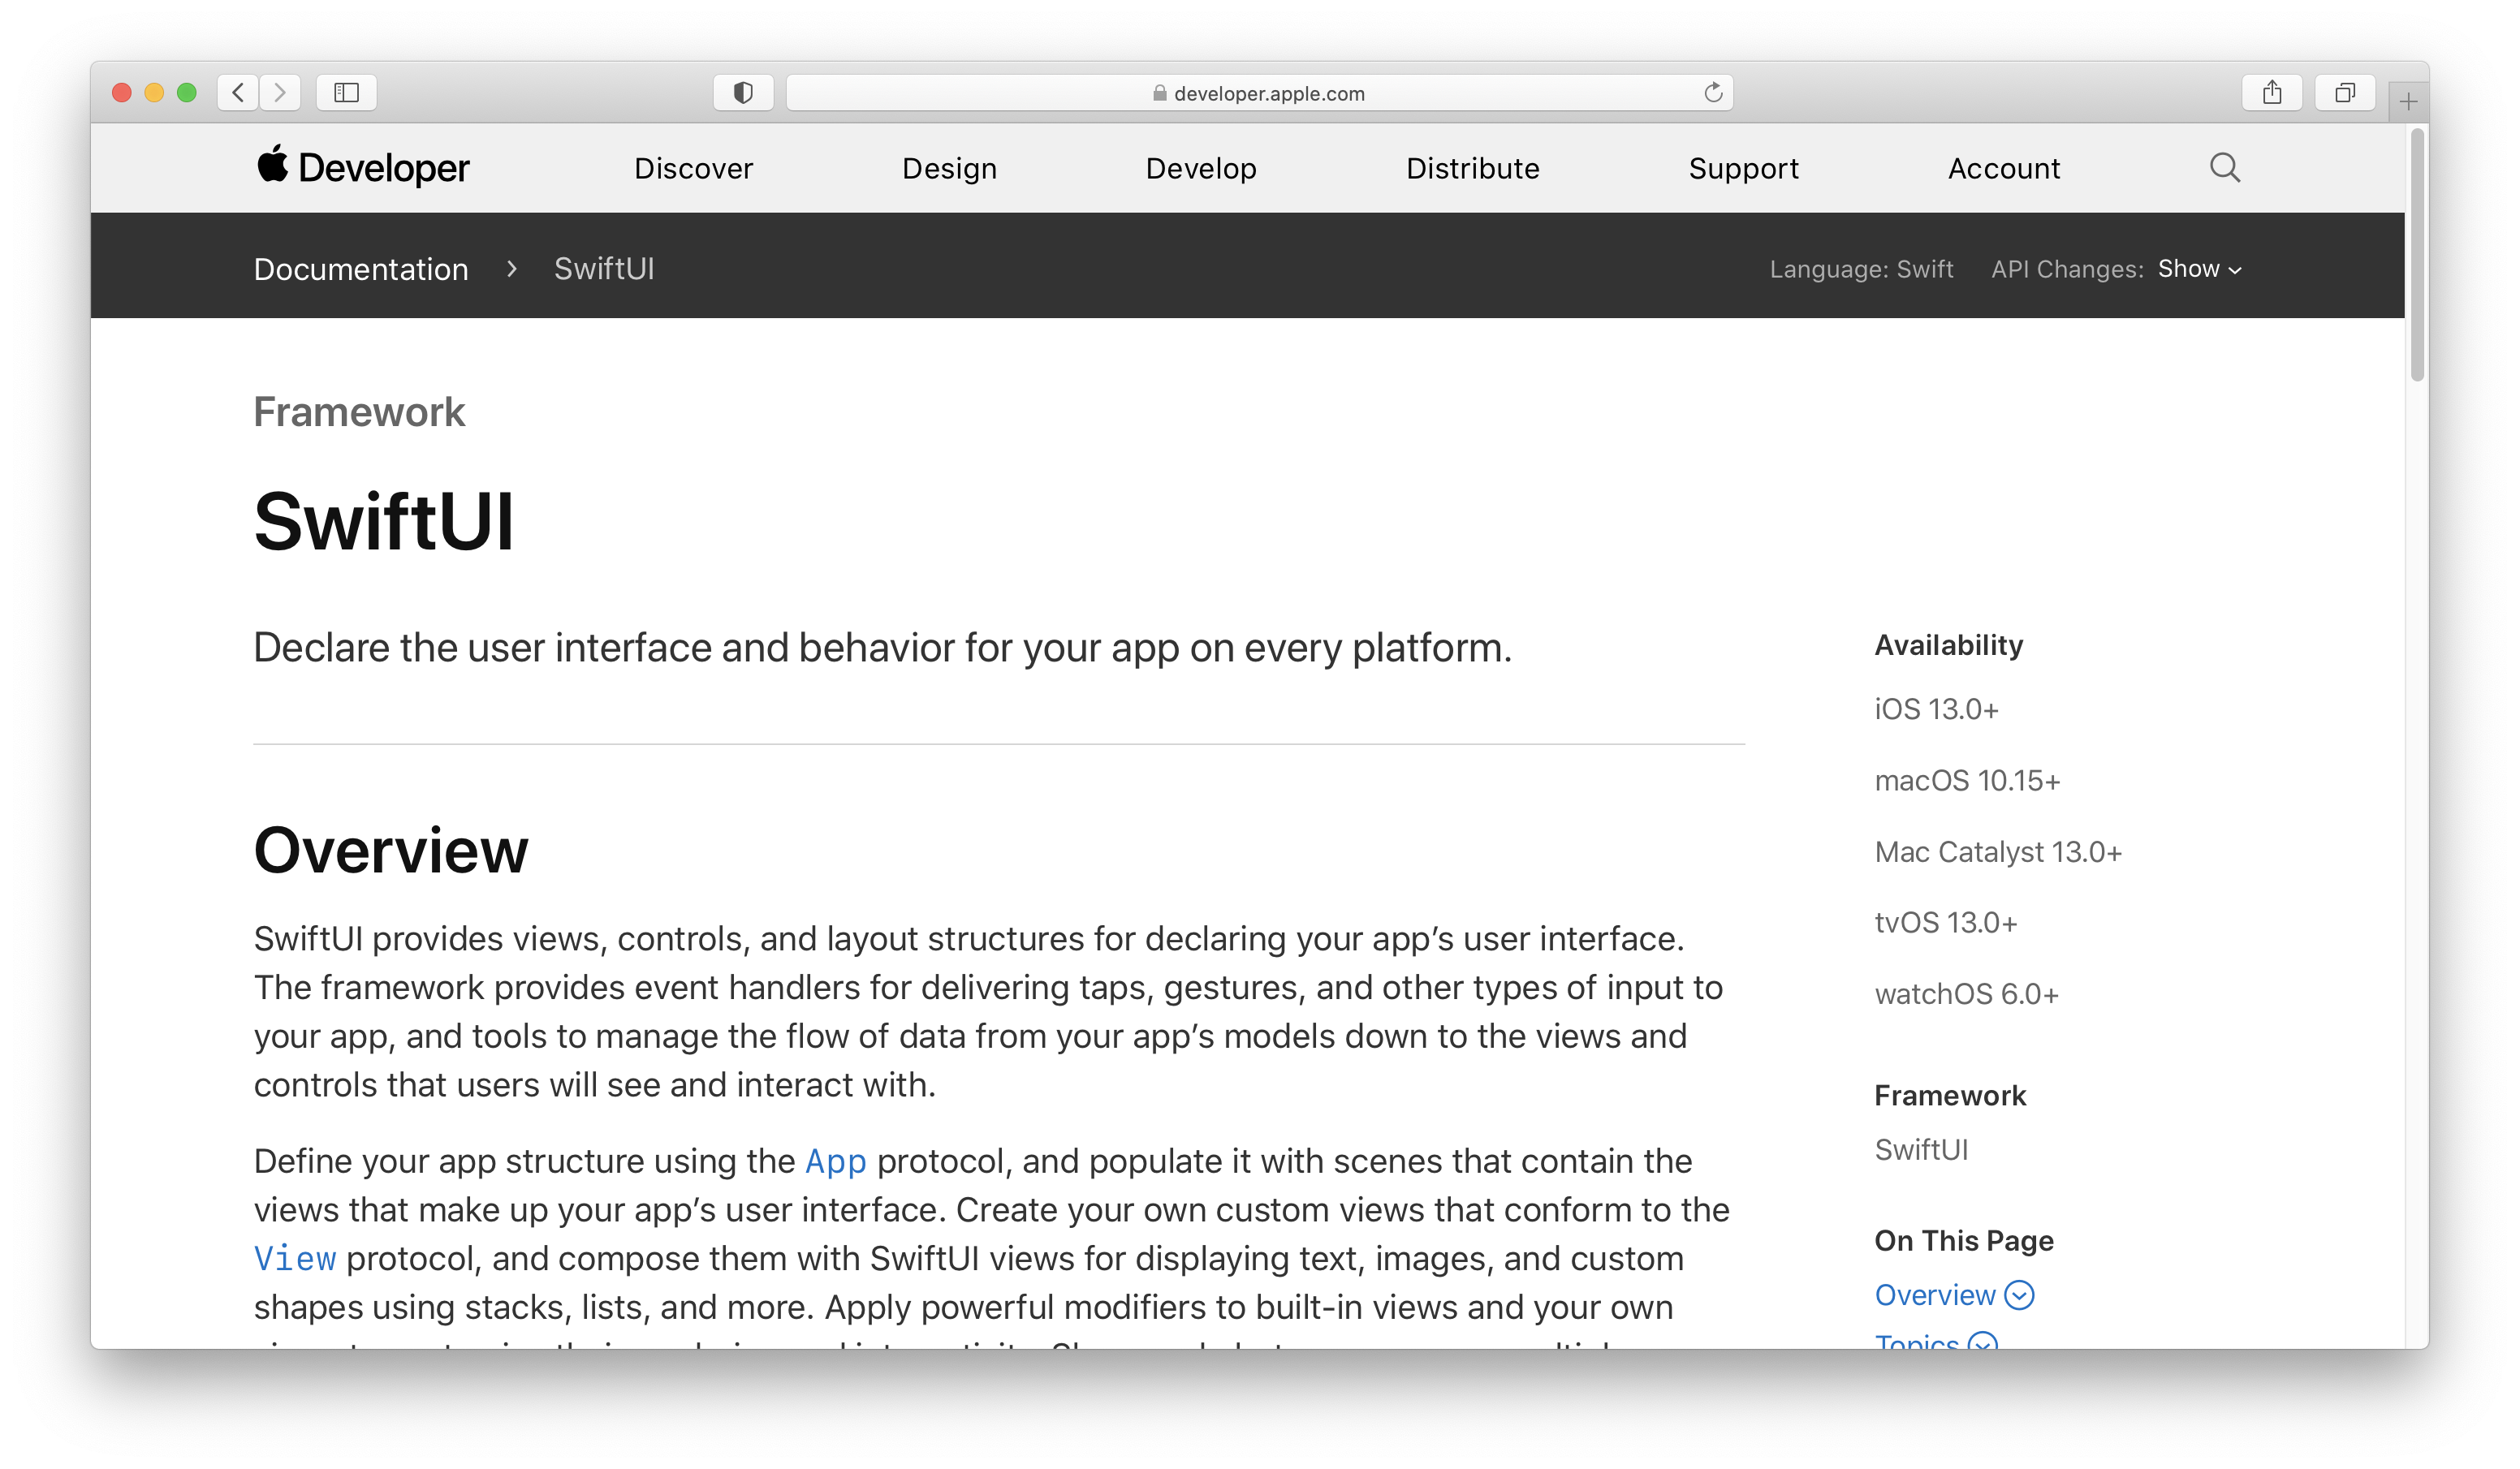 developer.apple.com
Developer
Discover
Design
Develop
Distribute
Support
Account
Documentation
SwiftUI
Language: Swift
API Changes: Show
Framework
SwiftUI
Declare the user interface and behavior for your app on every platform.
Overview
SwiftUI provides views, controls, and layout structures for declaring your app’s user interface.
The framework provides event handlers for delivering taps, gestures, and other types of input to
your app, and tools to manage the flow of data from your app’s models down to the views and
controls that users will see and interact with.
Define your app structure using the App protocol, and populate it with scenes that contain the
views that make up your app’s user interface. Create your own custom views that conform to the
View protocol, and compose them with SwiftUI views for displaying text, images, and custom
shapes using stacks, lists, and more. Apply powerful modifiers to built-in views and your own
Availability
iOS 13.0+
macOS 10.15+
Mac Catalyst 13.0+
tvOS 13.0+
watchOS 6.0+
Framework
SwiftUI
On This Page
Overview
Topics